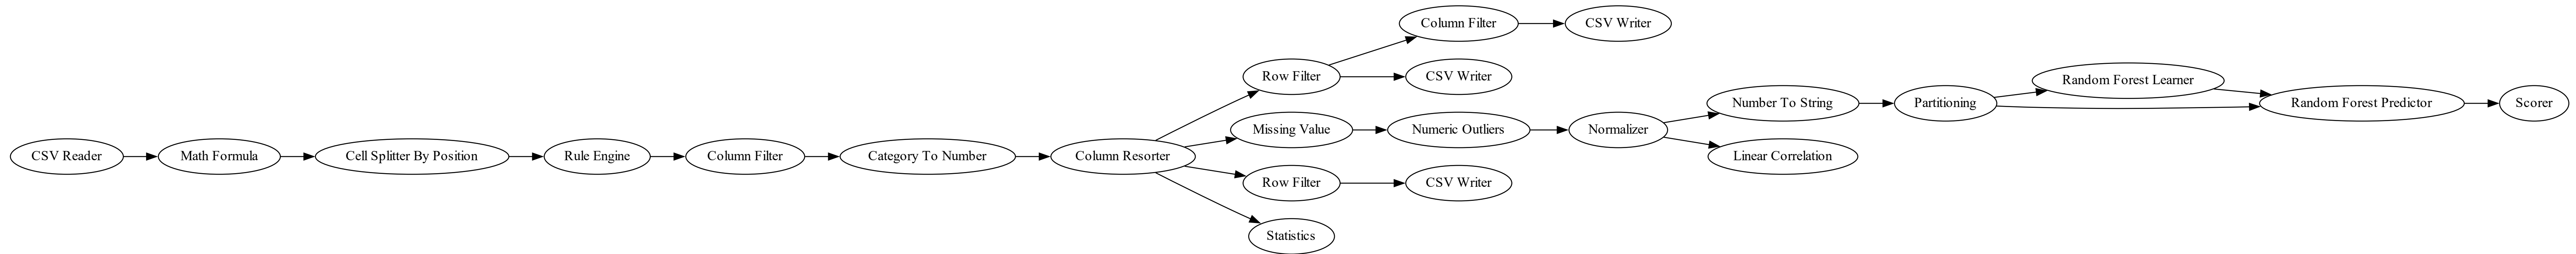 CSV Reader
Math Formula
Cell Splitter By Position
Rule Engine
Column Filter
Category To Number
Column Resorter
Row Filter
Column Filter
CSV Writer
CSV Writer
Missing Value
Numeric Outliers
Normalizer
Number To String
Partitioning
Random Forest Learner
Random Forest Predictor
Scorer
Linear Correlation
Row Filter
CSV Writer
Statistics